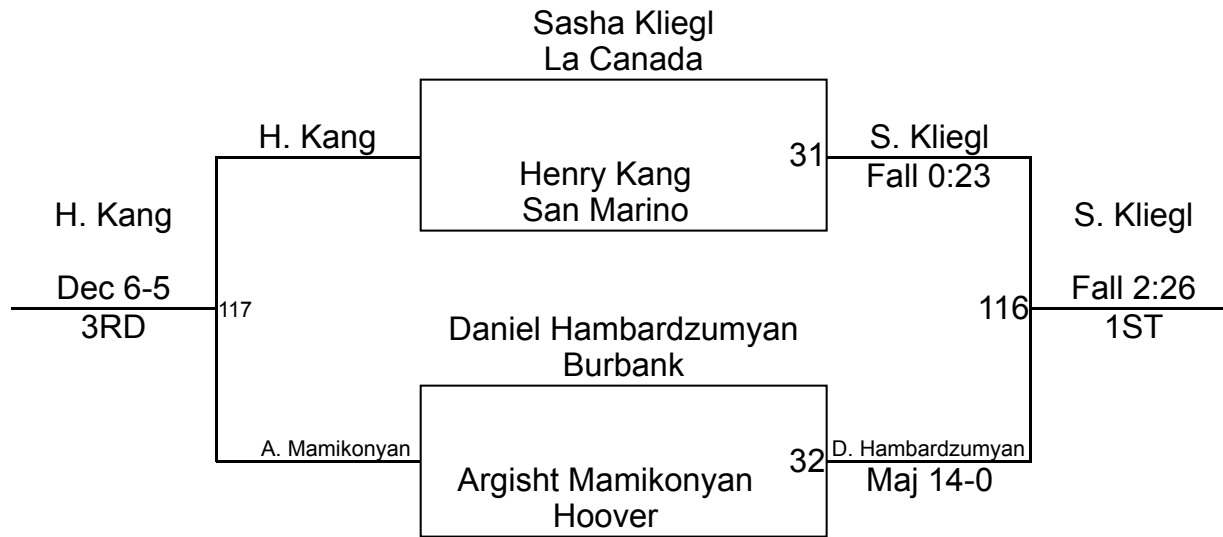 Sasha Kliegl
La Canada
H. Kang
31
S. Kliegl
Fall 0:23
Henry Kang
San Marino
H. Kang
S. Kliegl
Dec 6-5
3RD
117
116
Fall 2:26
1ST
Daniel Hambardzumyan
Burbank
A. Mamikonyan
32
D. Hambardzumyan
Maj 14-0
Argisht Mamikonyan
Hoover